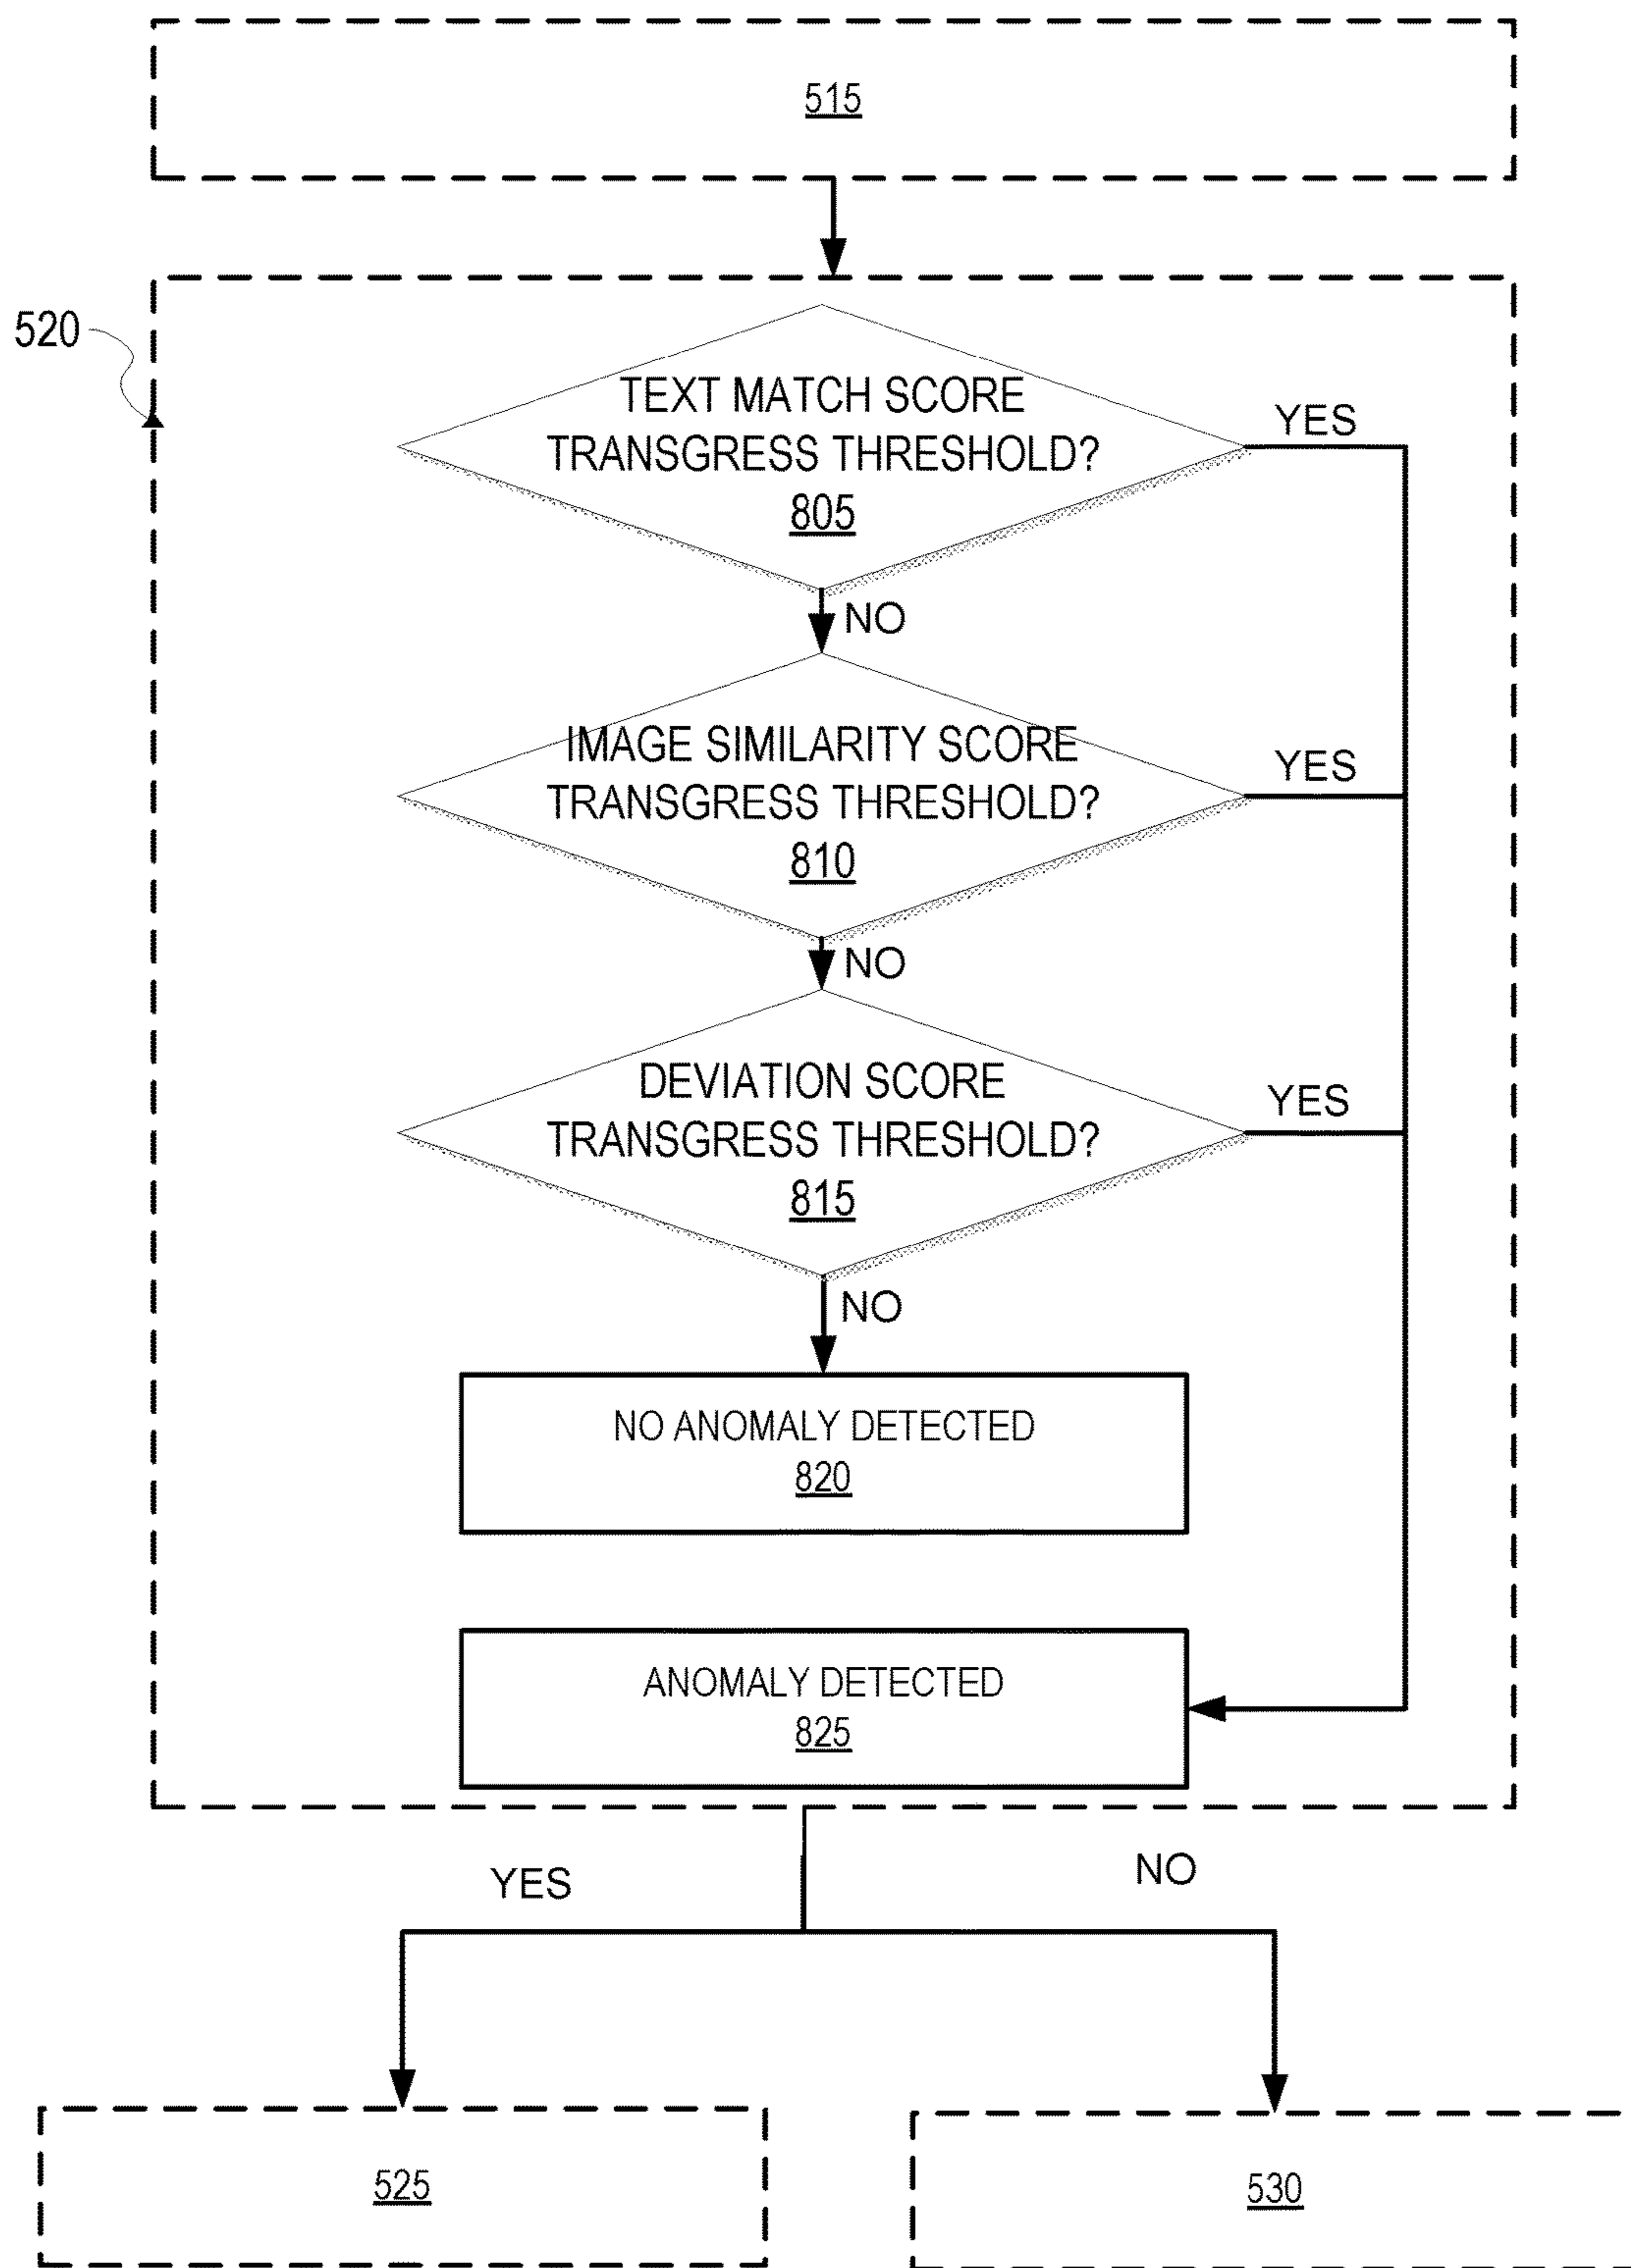 515
520
TEXT MATCH SCORE
TRANSGRESS THRESHOLD?
805
YES
NO
IMAGE SIMILARITY SCORE
TRANSGRESS THRESHOLD?
810
YES
NO
DEVIATION SCORE
TRANSGRESS THRESHOLD?
815
YES
NO
NO ANOMALY DETECTED
820
ANOMALY DETECTED
825
YES
NO
525
530